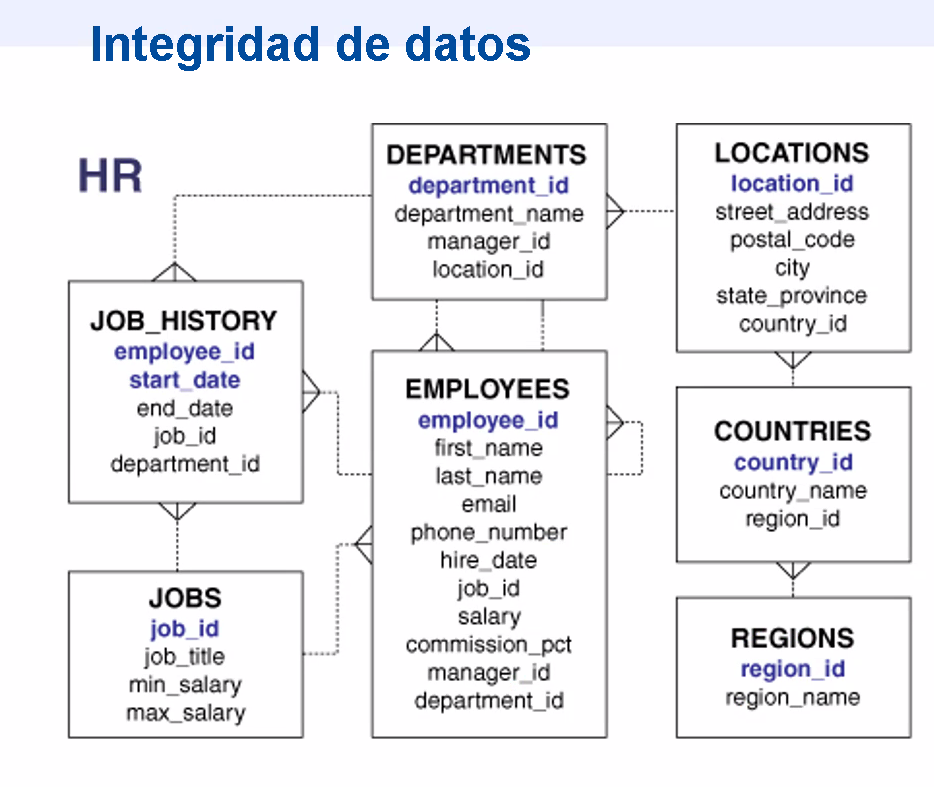 Integridad de datos
HR
DEPARTMENTS
department_id
department_name
manager_id
location_id
LOCATIONS
location_id
street_address
postal_code
city
state_province
country_id
JOB_HISTORY
employee_id
start_date
end_date
job_id
department_id
EMPLOYEES
employee_id
first_name
last_name
email
phone_number
hire_date
job_id
salary
commission_pct
manager_id
department_id
COUNTRIES
country_id
country_name
region_id
JOBS
job_id
job_title
min_salary
max_salary
REGIONS
region_id
region_name